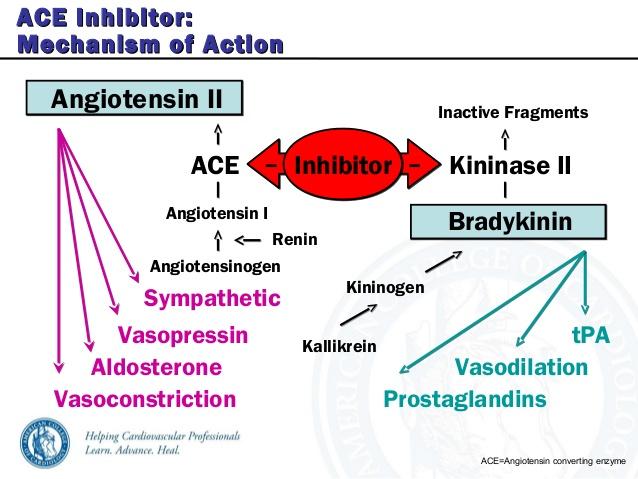 ACE Inhibitor:
Mechanism of Action
Angiotensin II
Inactive Fragments
ACE
– Inhibitor –
Kininase II
Angiotensin I
Renin
Bradykinin
Angiotensinogen
Kininogen
Sympathetic
Kallikrein
Vasopressin
tPA
Aldosterone
Vasodilation
Vasoconstriction
Prostaglandins
Helping Cardiovascular Professionals
Learn. Advance. Heal.
ACE=Angiotensin converting enzyme